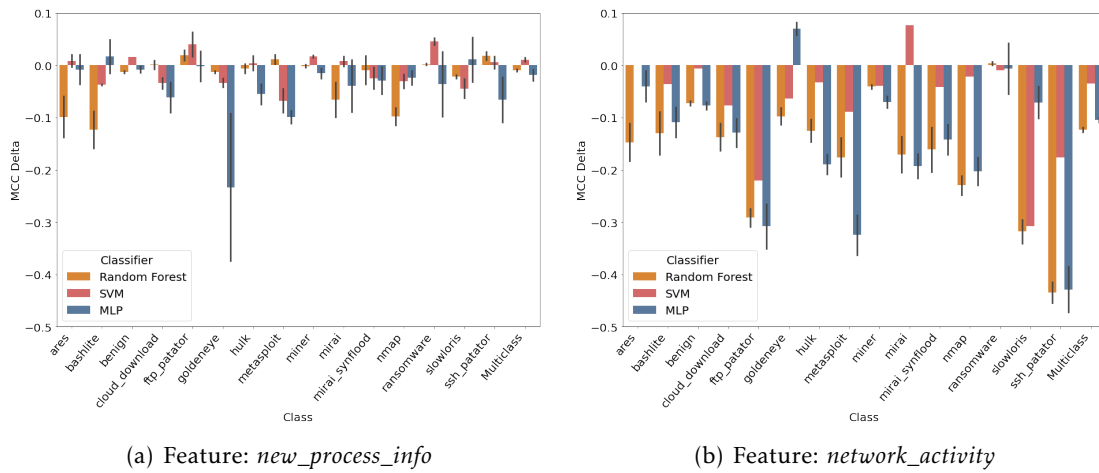 0.1
0.0
−0.1
−0.2
−0.3
−0.4
−0.5
MCC Delta
Classifier
Random Forest
SVM
MLP
ares
bashlite
benign
cloud_download
ftp_patator
goldeneye
hulk
metasploit
miner
mirai
mirai_synflood
nmap
ransomware
slowloris
ssh_patator
Multiclass
Class
(a) Feature: new_process_info
0.1
0.0
−0.1
−0.2
−0.3
−0.4
−0.5
MCC Delta
Classifier
Random Forest
SVM
MLP
ares
bashlite
benign
cloud_download
ftp_patator
goldeneye
hulk
metasploit
miner
mirai
mirai_synflood
nmap
ransomware
slowloris
ssh_patator
Multiclass
Class
(b) Feature: network_activity